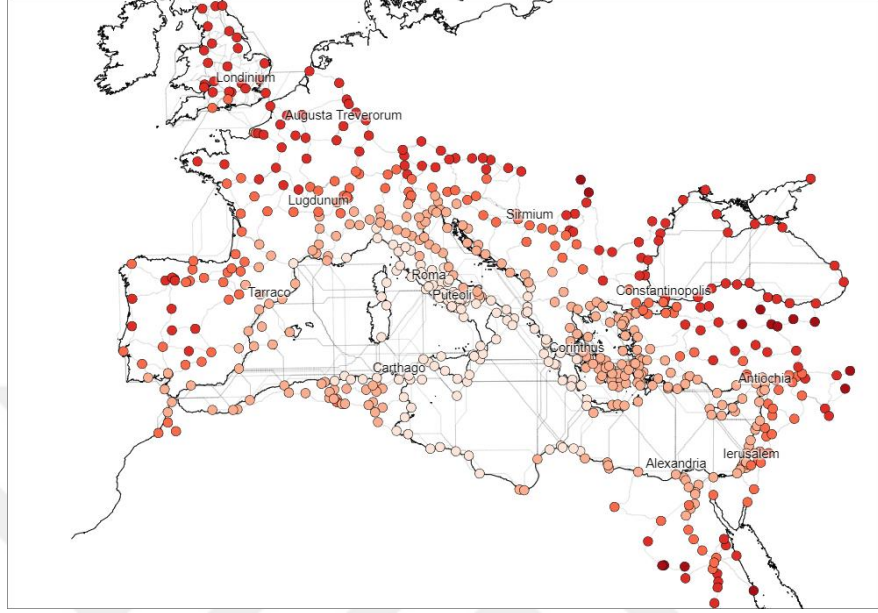 Londinium
Augusta Treverorum
Lugdunum
Sirmium
Roma
Constantinopolis
Tarraco
Puteoli
Corinthus
Carthago
Antiochia
Ierusalem
Alexandria